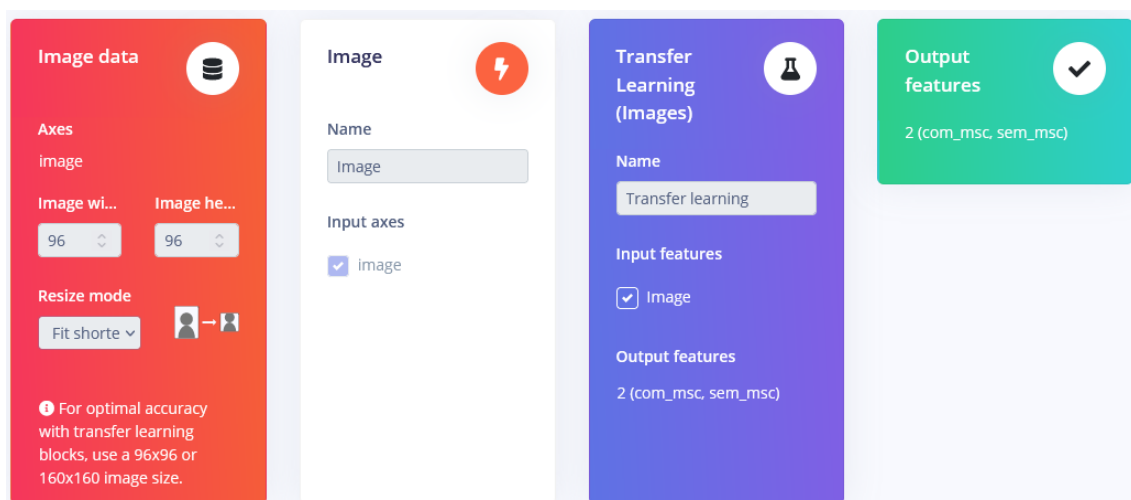 Image data
Axes
image
Image wi...
Image he...
96
96
Resize mode
Fit shorte
For optimal accuracy
with transfer learning
blocks, use a 96x96 or
160x160 image size.
Image
Name
Image
Input axes
image
Transfer
Learning
(Images)
Name
Transfer learning
Input features
Image
Output features
2 (com_msc, sem_msc)
Output
features
2 (com_msc, sem_msc)